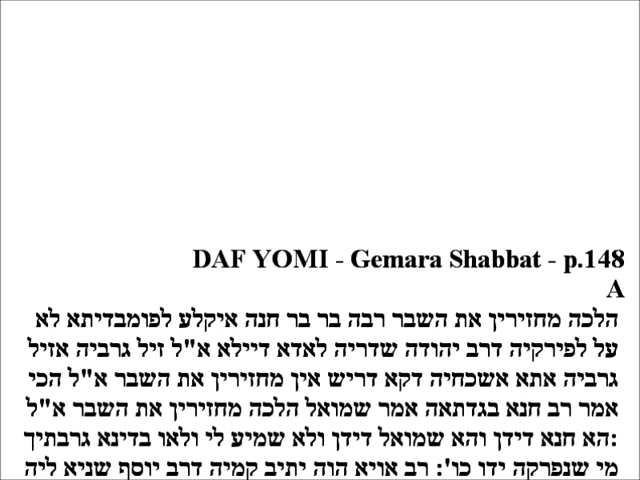 DAF YOMI - Gemara Shabbat - p.148
A
הלכה מחזירין את השבר רבה בר בר חנה איקלע לפומבדיתא לא
על לפירקיה דרב יהודה שדריה לאדא דיילא א"ל זיל גרביה אזיל
גרביה אתא אשכחיה דקא דריש אין מחזירין את השבר א"ל הכי
אמר רב חנא בגדתאה אמר שמואל הלכה מחזירין את השבר א"ל
:הא חנא דידן והא שמואל דידן ולא שמיע לי ולאו בדינא גרבתיך
מי שנפרקה ידו כו': רב אויא הוה יתיב קמיה דרב יוסף שניא ליה